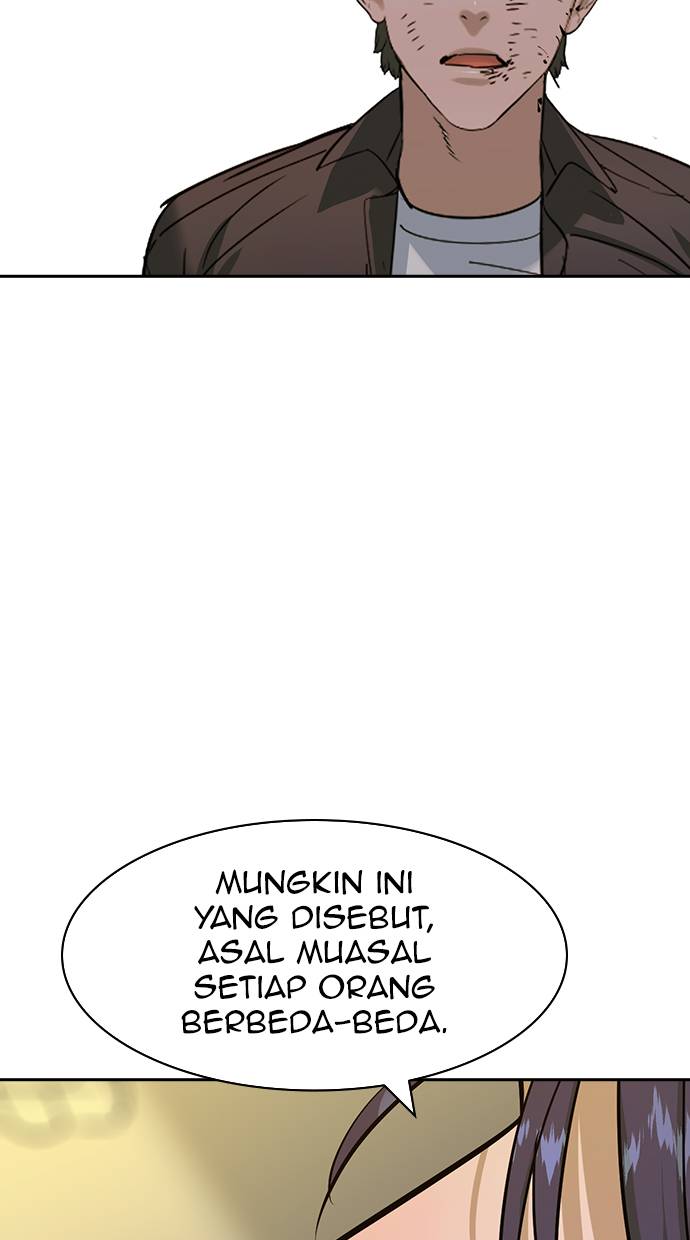 MUNGKIN INI
YANG DISEBUT,
ASAL MUASAL
SETIAP ORANG
BERBEDA-BEDA.